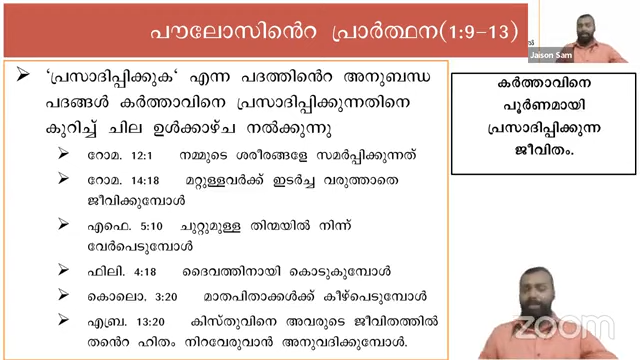 പൗലോസിൻെറ പ്രാർത്ഥന(1:9-13)
Jaison Sam
➤ 'പ്രസാദിപ്പിക്കുക' എന്ന പദത്തിൻെറ അനുബന്ധ
പദങ്ങൾ കർത്താവിനെ പ്രസാദിപ്പിക്കുന്നതിനെ
കുറിച്ച് ചില ഉൾക്കാഴ്ച നൽകുന്നു
➤ റോമ. 12:1 നമ്മുടെ ശരീരങ്ങളേ സമർപ്പിക്കുന്നത്
➤ റോമ. 14:18 മറ്റുള്ളവർക്ക് ഇടർച്ച വരുത്താതെ
ജീവിക്കുമ്പോൾ
➤ എഫെ. 5:10 ചുറ്റുമുള്ള തിന്മയിൽ നിന്ന്
വേർപെടുമ്പോൾ
➤ ഫിലി. 4:18 ദൈവത്തിനായി കൊടുകുമ്പോൾ
➤ കൊലൊ. 3:20 മാതപിതാക്കൾക്ക് കീഴ്പെടുമ്പോൾ
➤ എബ്ര. 13:20 കിസ്തുവിനെ അവരുടെ ജീവിതത്തിൽ
തൻെറ ഹിതം നിറവേരുവാൻ അനുവദിക്കുമ്പോൾ.
കർത്താവിനെ
പൂർണമായി
പ്രസാദിപ്പിക്കുന്ന
ജീവിതം.
zoom